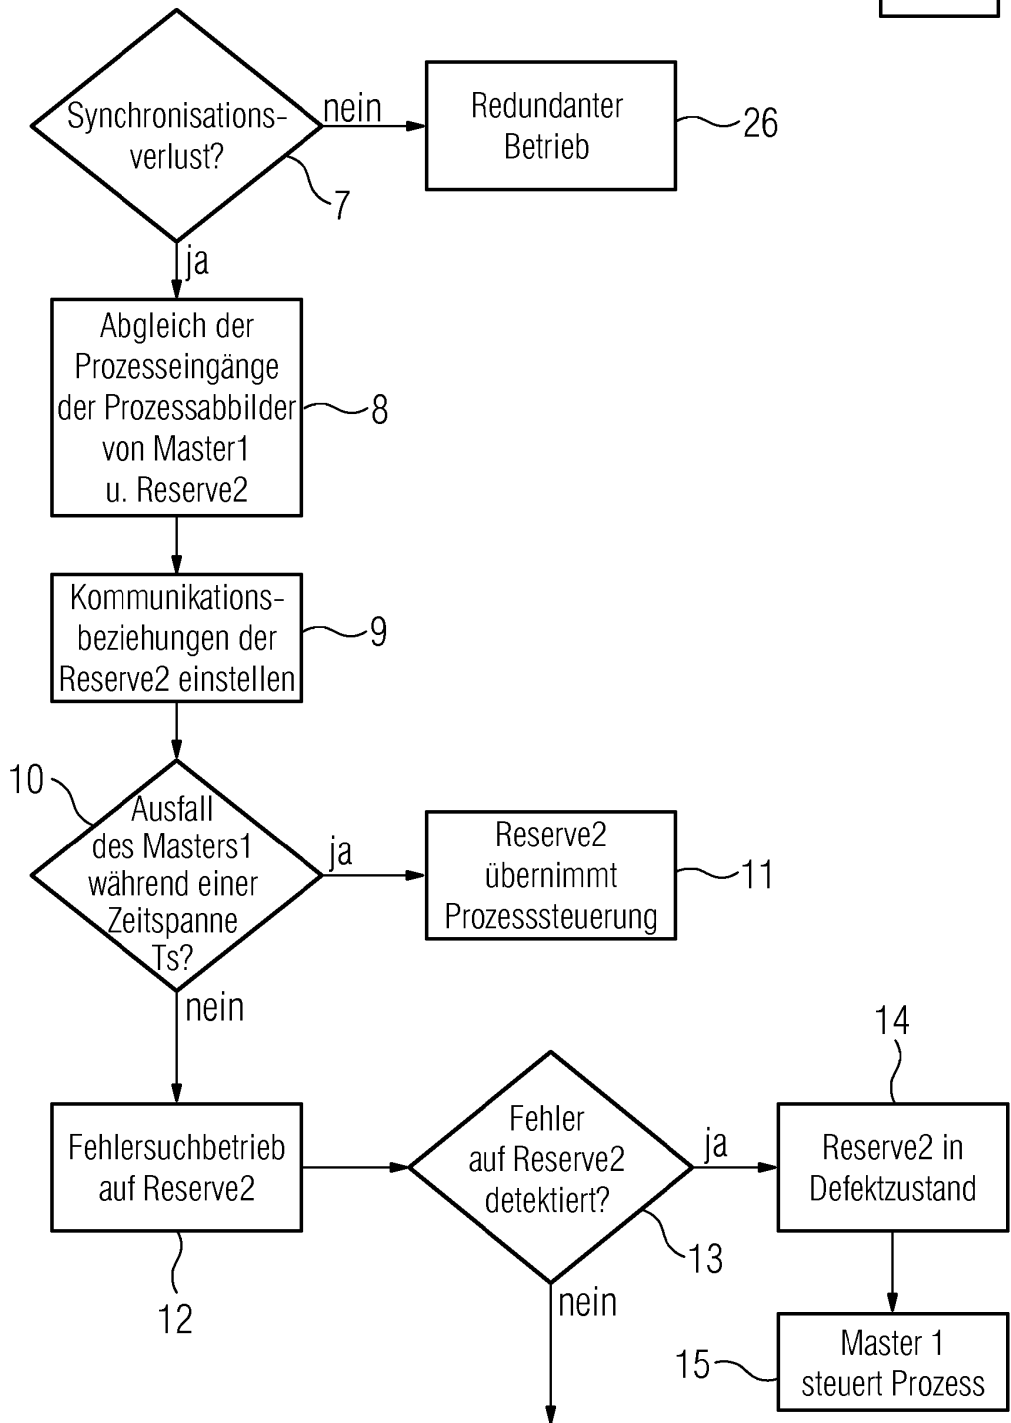 Synchronisations-
verlust?
nein
Redundanter
Betrieb
26
7
ja
Abgleich der
Prozesseingänge
der Prozessabbilder
von Master1
u. Reserve2
8
Kommunikations-
beziehungen der
Reserve2 einstellen
9
10
Ausfall
des Masters1
während einer
Zeitspanne
Ts?
ja
Reserve2
übernimmt
Prozesssteuerung
11
nein
Fehlersuchbetrieb
auf Reserve2
12
Fehler
auf Reserve2
detektiert?
13
ja
14
Reserve2 in
Defektzustand
nein
15
Master 1
steuert Prozess